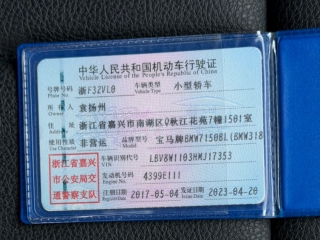 中华人民共和国机动车行驶证
Vehicle License of the People's Republic of China
号牌号码 浙F32VL0 车辆类型 小型轿车
Plate No. Vehicle Type
所有人 袁扬州
住址 浙江省嘉兴市南湖区 秋江花苑7幢1501室
使用性质 非营运 品牌型号 宝马牌BMW7150BL(BMW318
浙江省嘉兴
市公安局交
通警察支队
车辆识别代号 LBV8W1103HMJ17353
VIN
发动机号码 4399E111
Engine No.
注册日期 2017-05-04 发证日期 2023-04-20
Register Date Issue Date